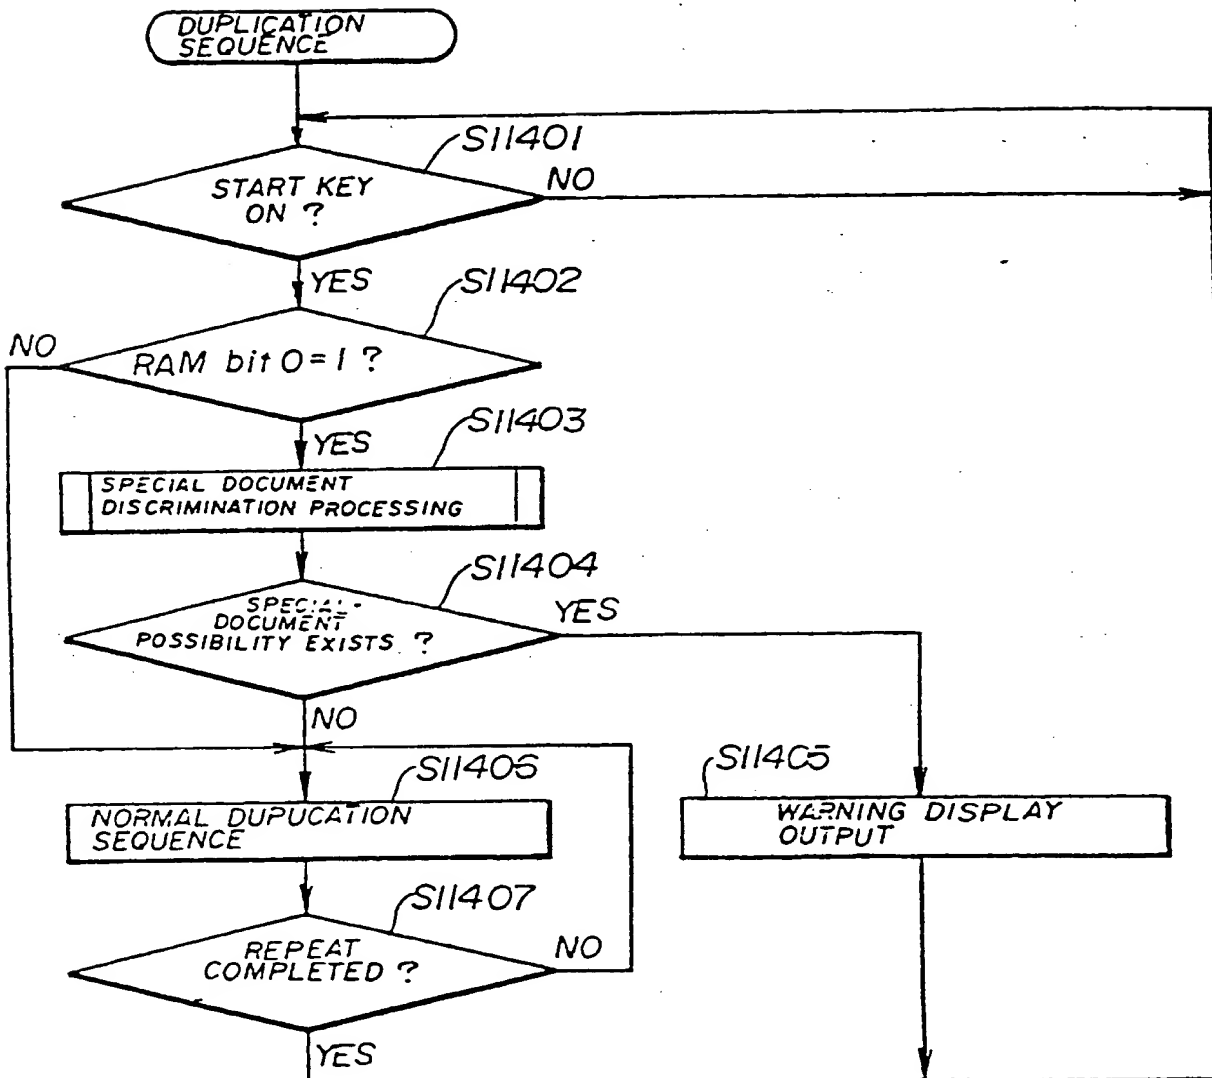 DUPLICATION
SEQUENCE
S11401
START KEY
ON ?
NO
YES
S11402
NO
RAM bit 0 = 1 ?
YES
S11403
SPECIAL DOCUMENT
DISCRIMINATION PROCESSING
S11404
SPECIAL-
DOCUMENT
POSSIBILITY EXISTS ?
YES
NO
S11406
NORMAL DUPUCATION
SEQUENCE
S11405
WARNING DISPLAY
OUTPUT
S11407
REPEAT
COMPLETED ?
NO
YES